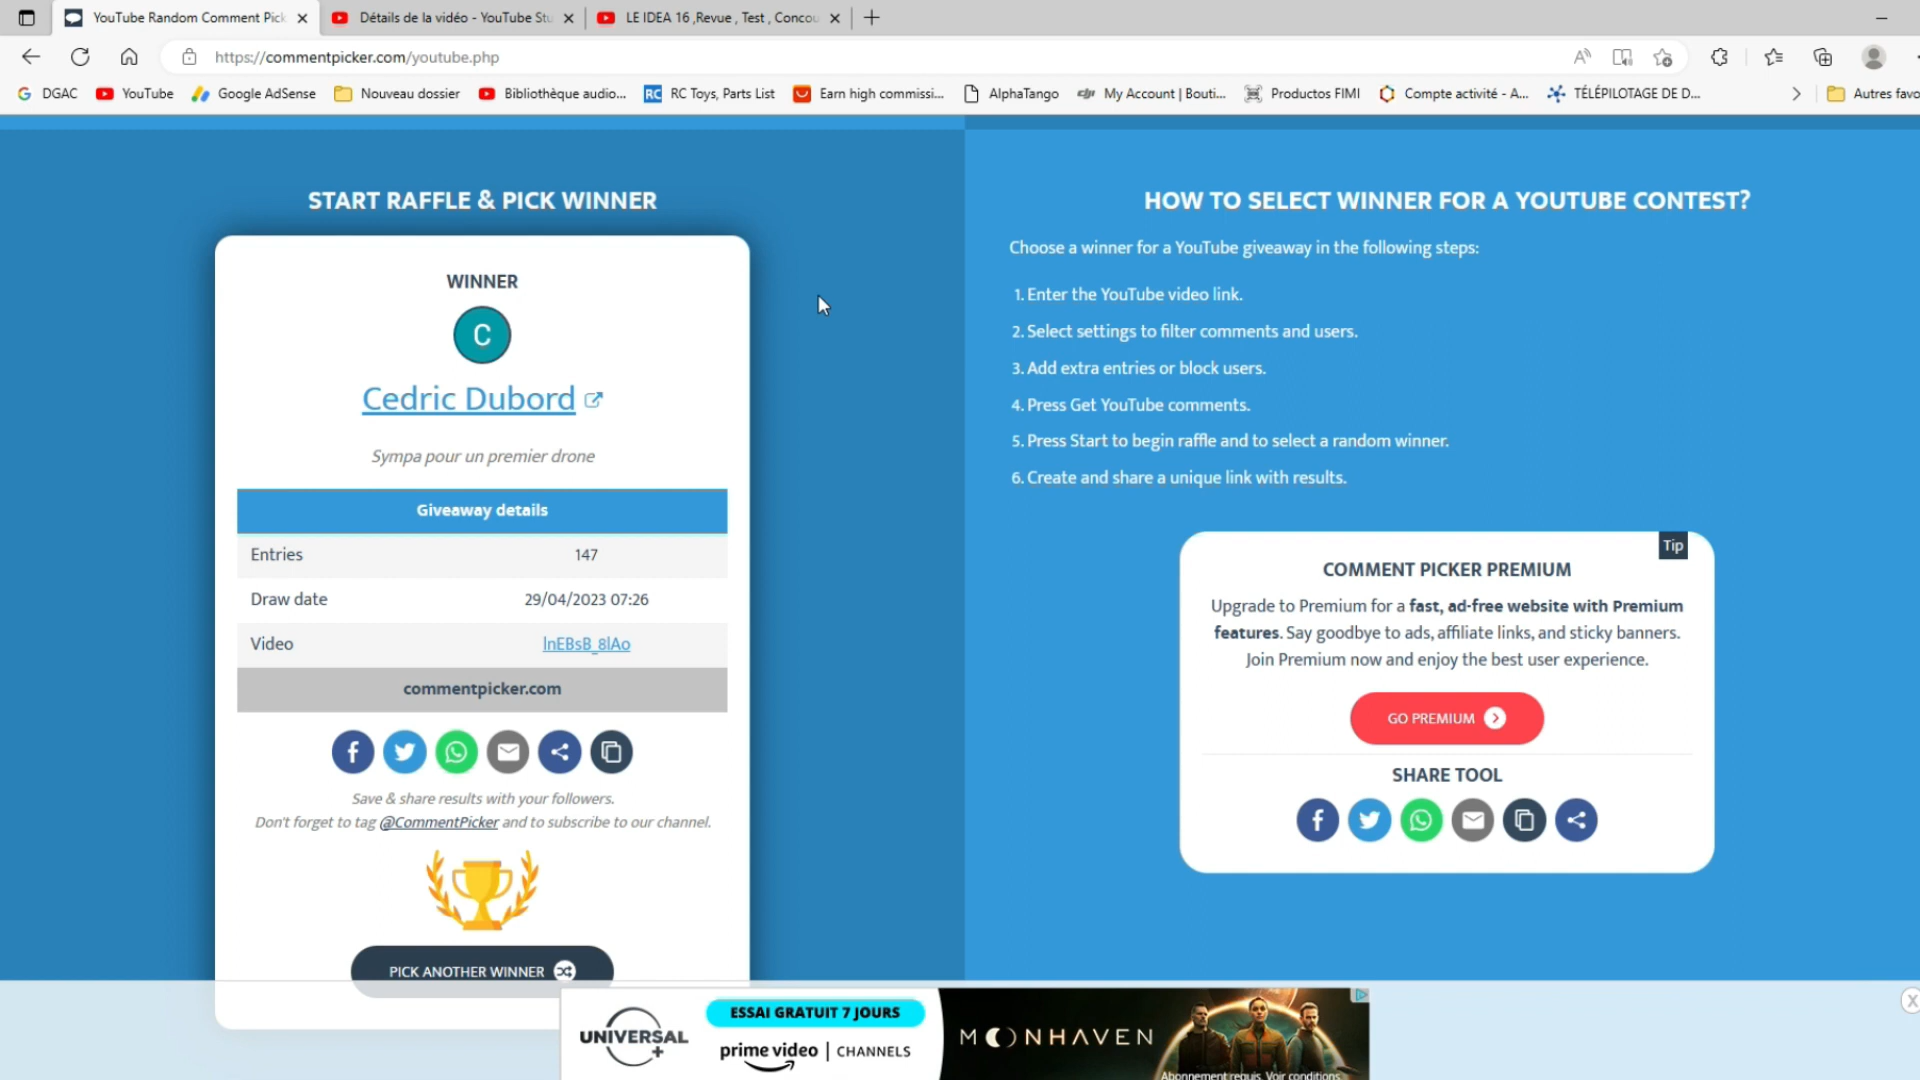 YouTube Random Comment Pick
Détails de la vidéo - YouTube Stu
LE IDEA 16 ,Revue , Test , Concou
https://commentpicker.com/youtube.php
DGAC
YouTube
Google AdSense
Nouveau dossier
Bibliothèque audio...
RC
RC Toys, Parts List
Earn high commissi...
AlphaTango
dji
My Account | Bouti...
Productos FIMI
Compte activité - A...
TÉLÉPILOTAGE DE D...
Autres favo
START RAFFLE & PICK WINNER
WINNER
C
Cedric Dubord
Sympa pour un premier drone
Giveaway details
Entries 147
Draw date 29/04/2023 07:26
Video lnEBsB_8lAo
commentpicker.com
Save & share results with your followers.
Don't forget to tag @CommentPicker and to subscribe to our channel.
PICK ANOTHER WINNER
HOW TO SELECT WINNER FOR A YOUTUBE CONTEST?
Choose a winner for a YouTube giveaway in the following steps:
1. Enter the YouTube video link.
2. Select settings to filter comments and users.
3. Add extra entries or block users.
4. Press Get YouTube comments.
5. Press Start to begin raffle and to select a random winner.
6. Create and share a unique link with results.
Tip
COMMENT PICKER PREMIUM
Upgrade to Premium for a fast, ad-free website with Premium
features. Say goodbye to ads, affiliate links, and sticky banners.
Join Premium now and enjoy the best user experience.
GO PREMIUM
SHARE TOOL
UNIVERSAL+
ESSAI GRATUIT 7 JOURS
prime video | CHANNELS
MOONHAVEN
Abonnement requis. Voir conditions.